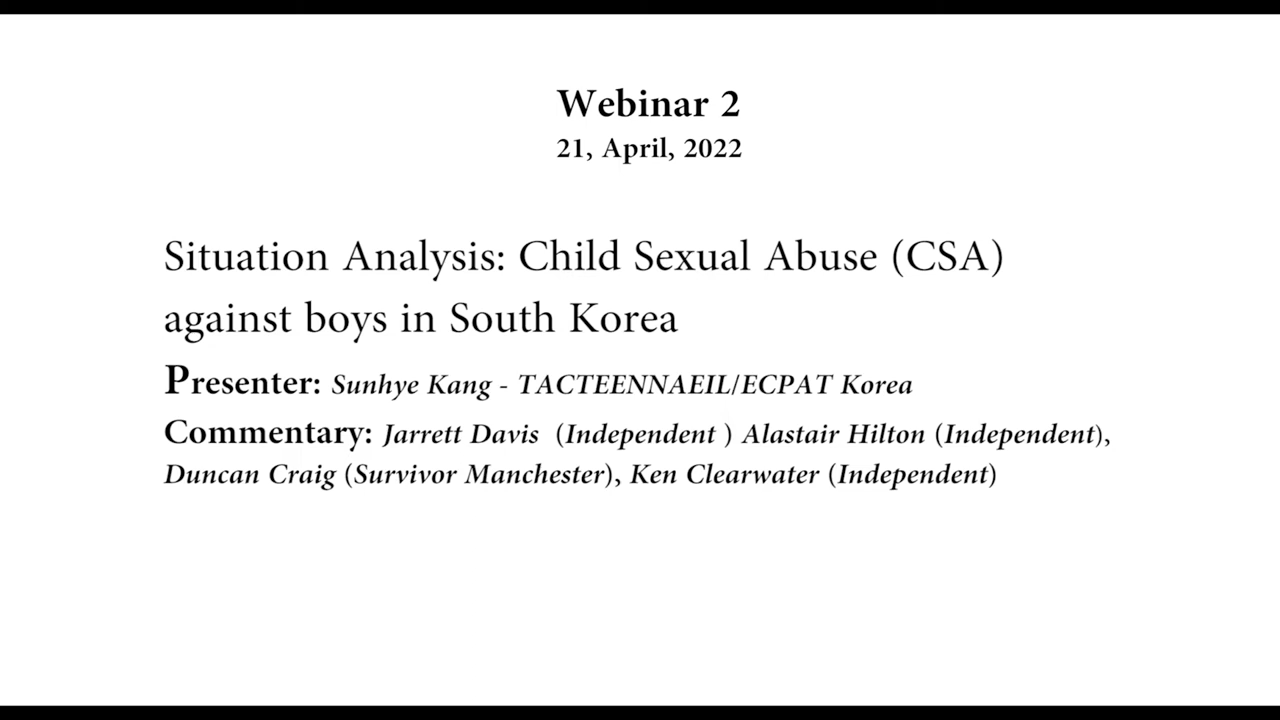 Webinar 2
21, April, 2022
Situation Analysis: Child Sexual Abuse (CSA)
against boys in South Korea
Presenter: Sunhye Kang - TACTEENNAEIL/ECPAT Korea
Commentary: Jarrett Davis (Independent ) Alastair Hilton (Independent),
Duncan Craig (Survivor Manchester), Ken Clearwater (Independent)